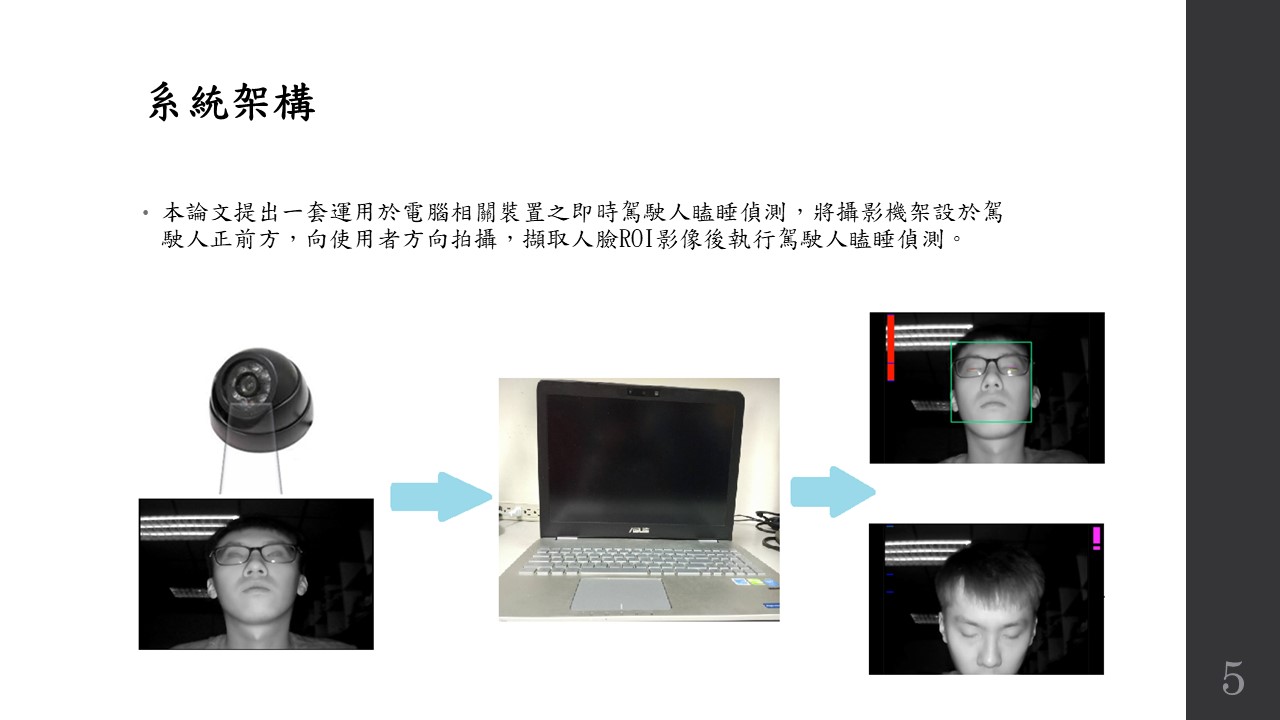 系統架構
• 本論文提出一套運用於電腦相關裝置之即時駕駛人瞌睡偵測，將攝影機架設於駕
駛人正前方，向使用者方向拍攝，擷取人臉ROI影像後執行駕駛人瞌睡偵測。
ASUS
5